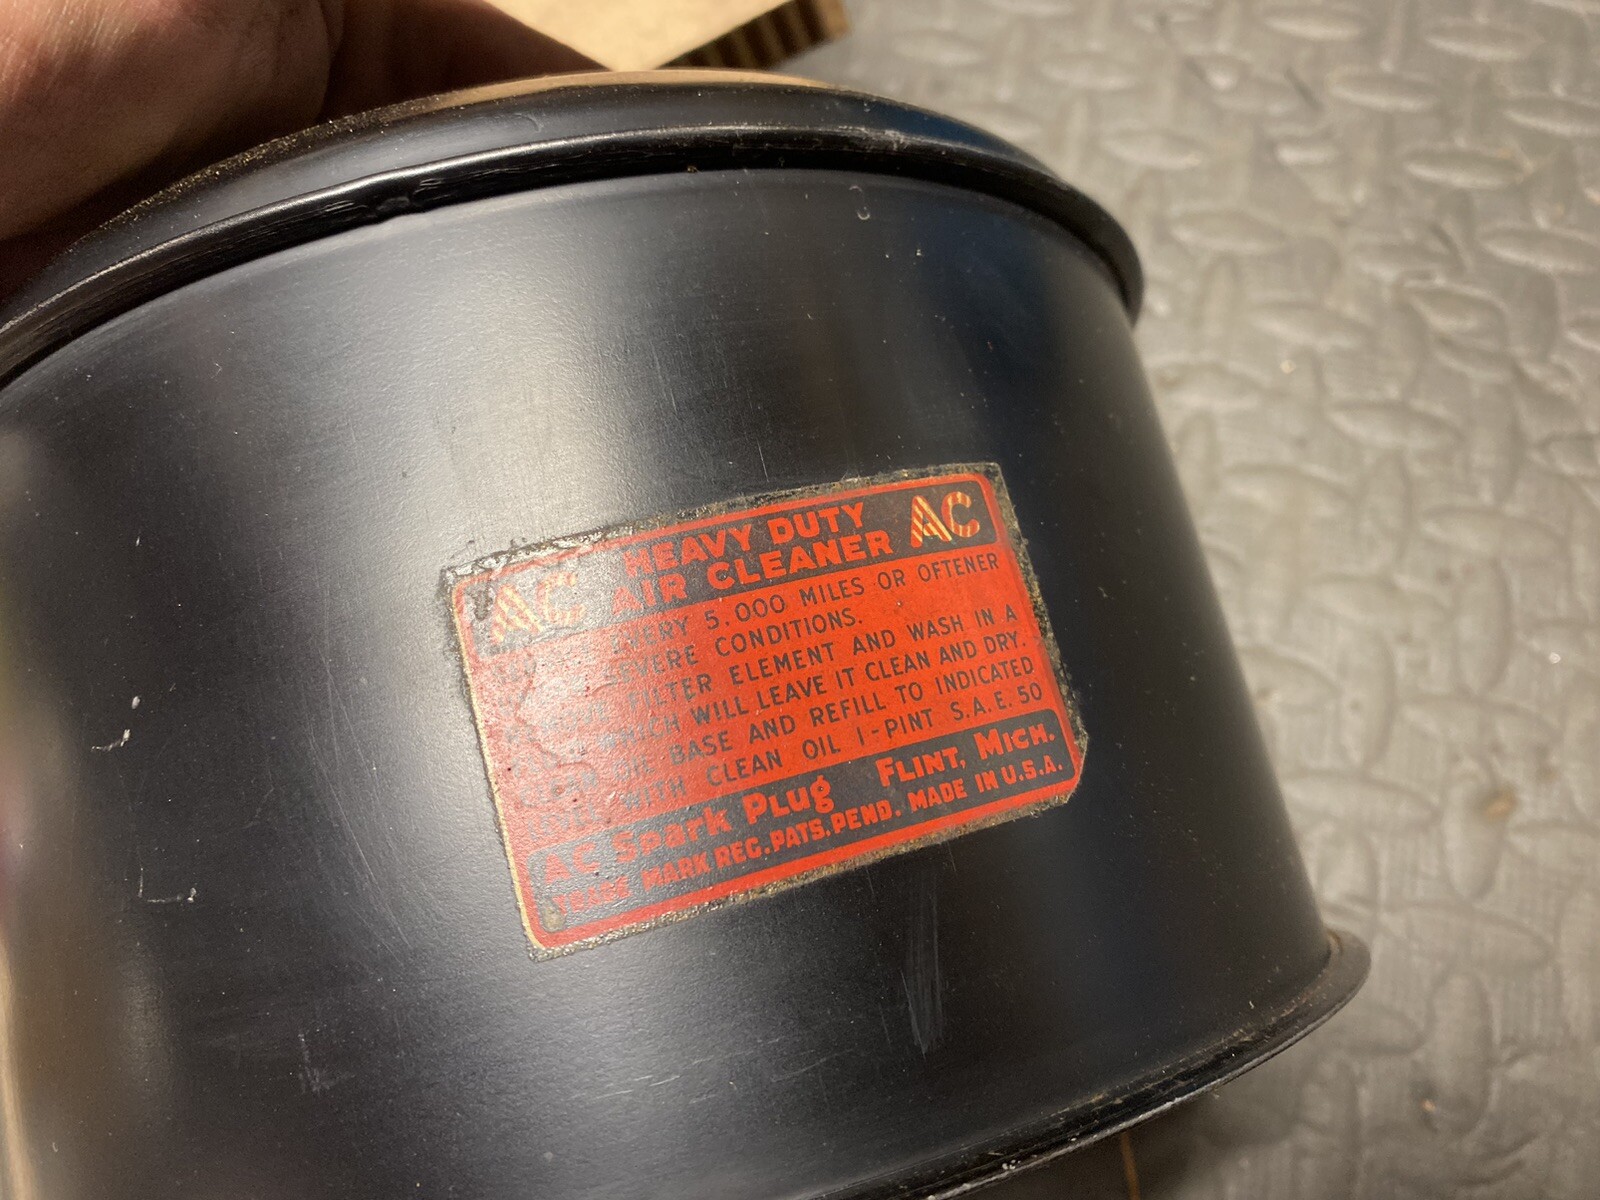 AC HEAVY DUTY AC
AIR CLEANER
EVERY 5.000 MILES OR OFTENER
SEVERE CONDITIONS.
FILTER ELEMENT AND WASH IN A
WHICH WILL LEAVE IT CLEAN AND DRY.
BASE AND REFILL TO INDICATED
WITH CLEAN OIL 1-PINT S.A.E. 50
AC Spark Plug FLINT, MICH.
TRADE MARK REG. PATS. PEND. MADE IN U.S.A.